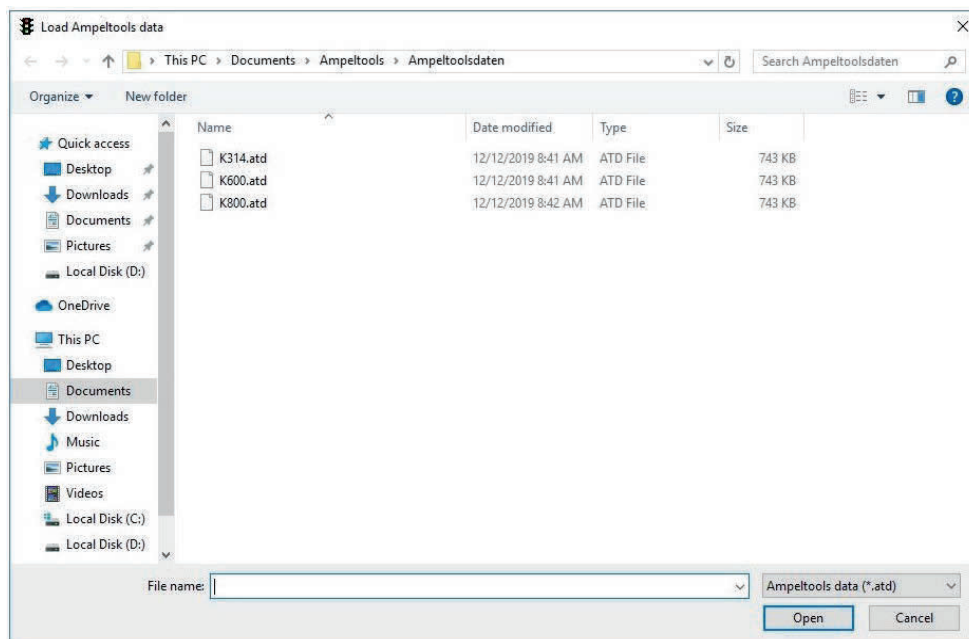 Load Ampeltools data
This PC > Documents > Ampeltools > Ampeltoolsdaten
Search Ampeltoolsdaten
Organize
New folder
Name Date modified Type Size
K314.atd 12/12/2019 8:41 AM ATD File 743 KB
K600.atd 12/12/2019 8:41 AM ATD File 743 KB
K800.atd 12/12/2019 8:42 AM ATD File 743 KB
Quick access
Desktop
Downloads
Documents
Pictures
Local Disk (D:)
OneDrive
This PC
Desktop
Documents
Downloads
Music
Pictures
Videos
Local Disk (C:)
Local Disk (D:)
File name:
Ampeltools data (*.atd)
Open
Cancel